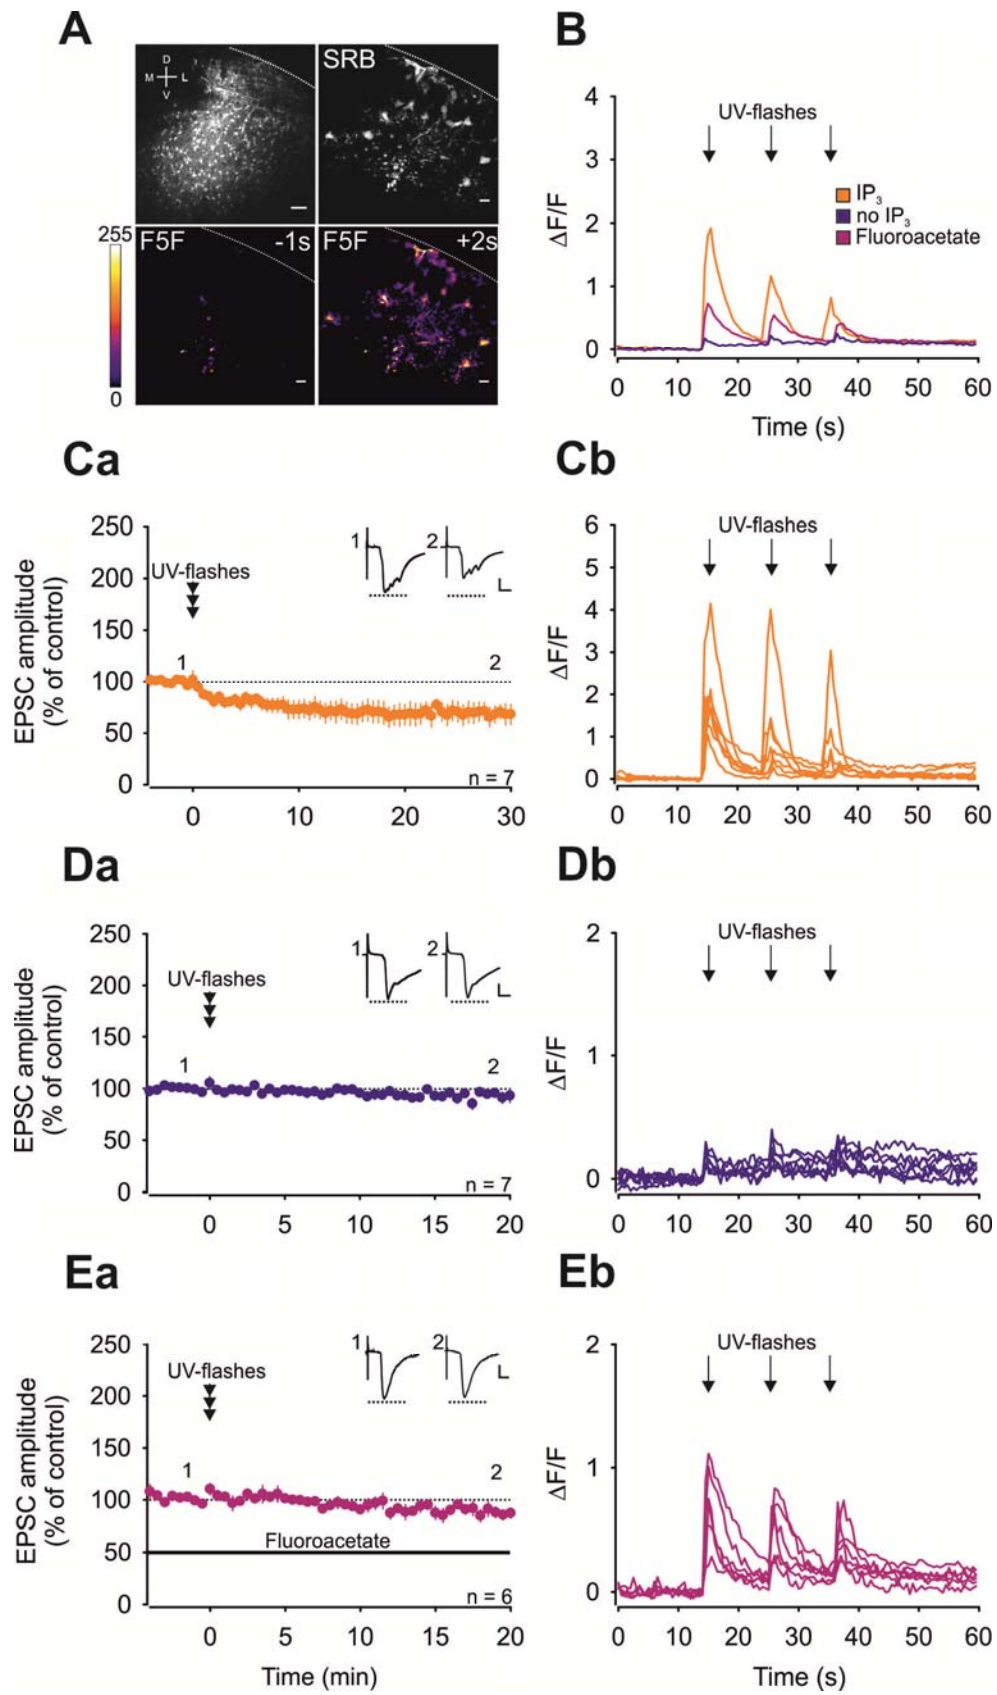 A
D
M L
V
SRB
255
0
F5F -1s
F5F +2s
B
4
3
2
1
0
ΔF/F
UV-flashes
IP3
no IP3
Fluoroacetate
0 10 20 30 40 50 60
Time (s)
Ca
250
200
150
100
50
0
EPSC amplitude
(% of control)
UV-flashes
1 2
1 2
n = 7
0 10 20 30
Cb
6
5
4
3
2
1
0
ΔF/F
UV-flashes
0 10 20 30 40 50 60
Da
250
200
150
100
50
0
EPSC amplitude
(% of control)
UV-flashes
1 2
1 2
n = 7
0 5 10 15 20
Db
2
1
0
ΔF/F
UV-flashes
0 10 20 30 40 50 60
Ea
250
200
150
100
50
0
EPSC amplitude
(% of control)
UV-flashes
1 2
1 2
Fluoroacetate
n = 6
0 5 10 15 20
Time (min)
Eb
2
1
0
ΔF/F
UV-flashes
0 10 20 30 40 50 60
Time (s)